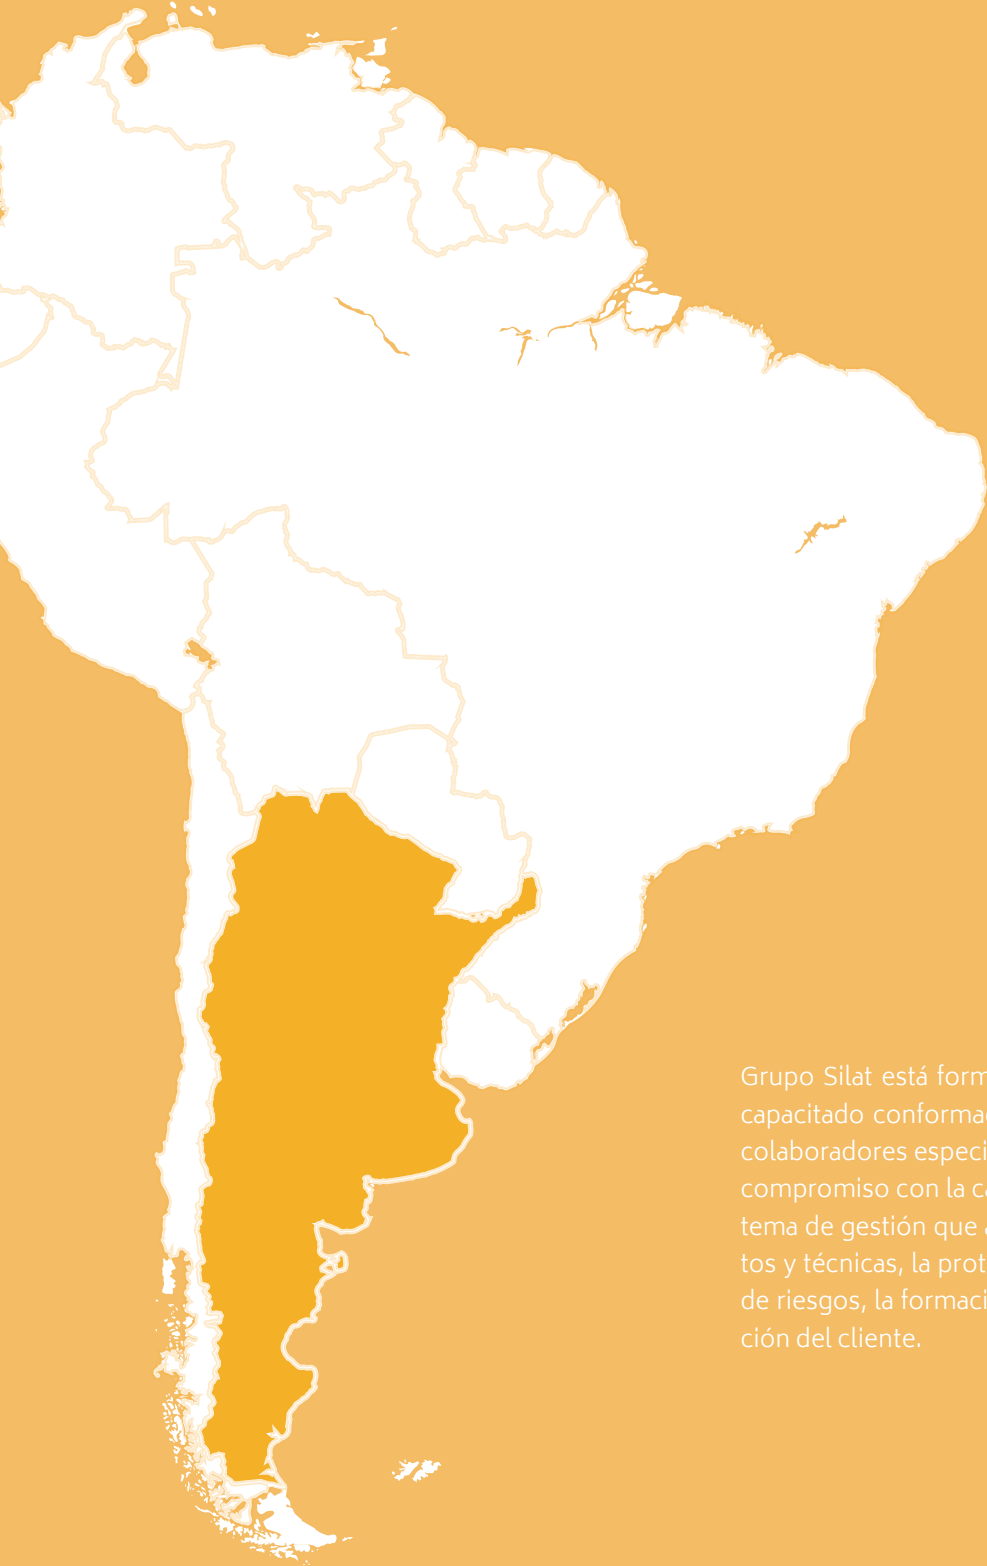 Grupo Silat está form
capacitado conforma
colaboradores especi
compromiso con la c
tema de gestión que
tos y técnicas, la prot
de riesgos, la formaci
ción del cliente.